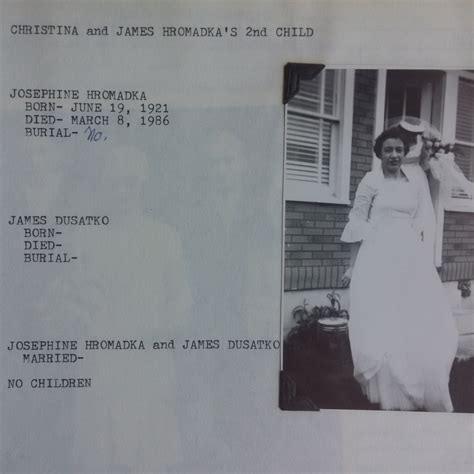 CHRISTINA and JAMES HROMADKA'S 2nd CHILD
JOSEPHINE HROMADKA
BORN- JUNE 19, 1921
DIED- MARCH 8, 1986
BURIAL- No.
JAMES DUSATKO
BORN-
DIED-
BURIAL-
JOSEPHINE HROMADKA and JAMES DUSATKO
MARRIED-
NO CHILDREN